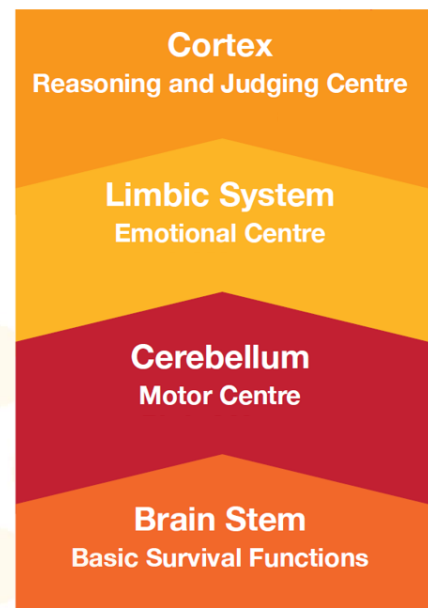 Cortex
Reasoning and Judging Centre
Limbic System
Emotional Centre
Cerebellum
Motor Centre
Brain Stem
Basic Survival Functions